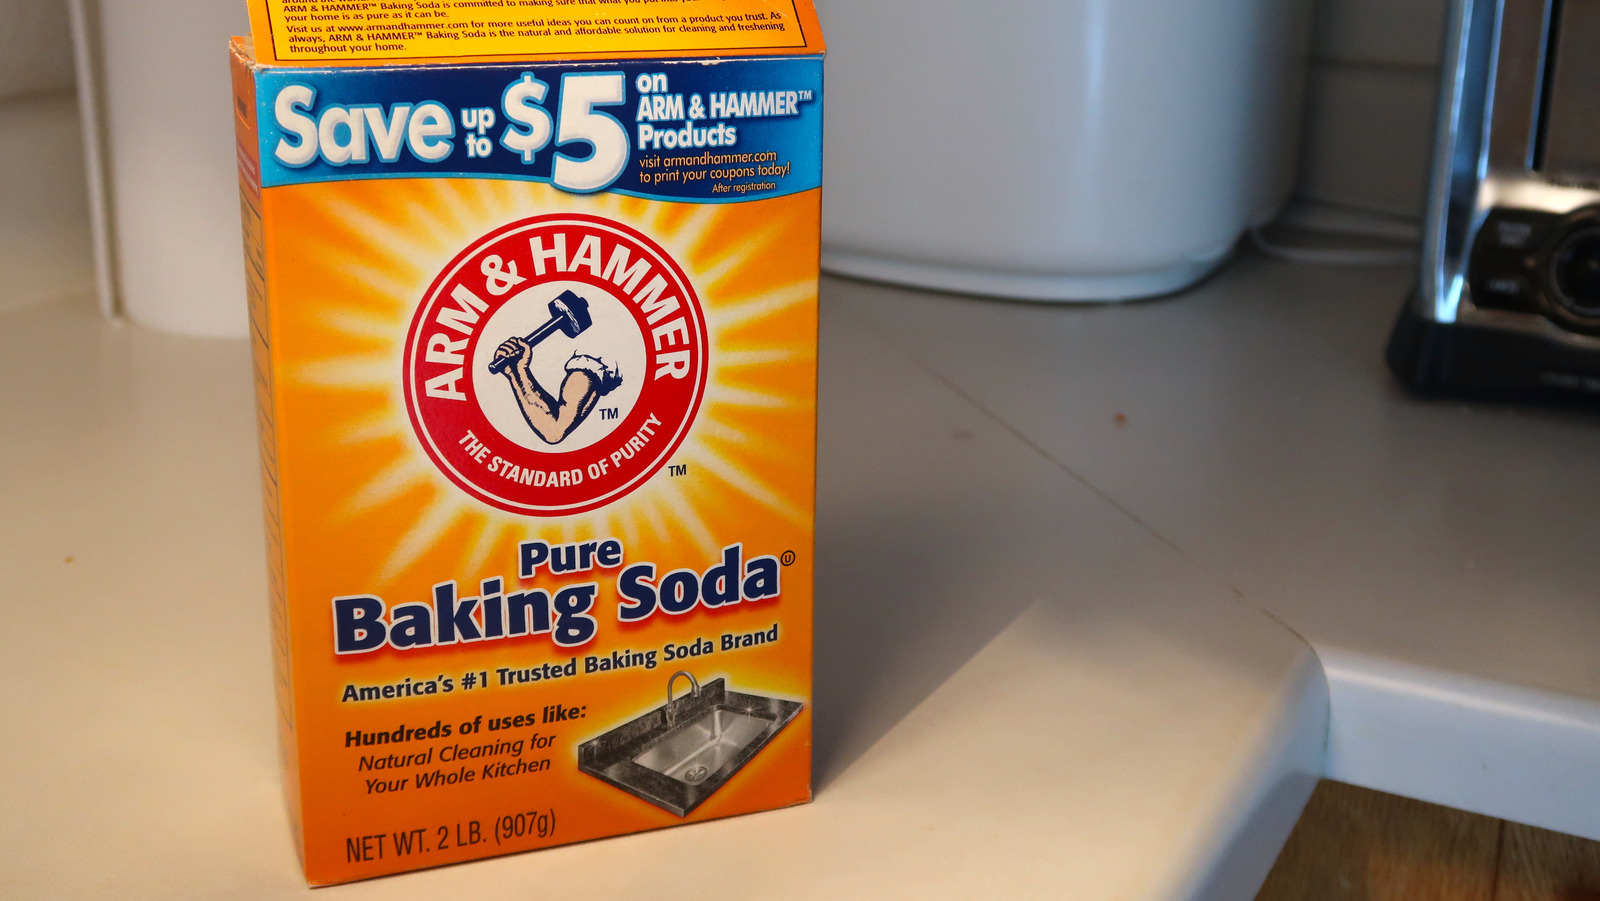 ARM & HAMMER™ Baking Soda is committed to making sure that what you put
your home is as pure as it can be.
Visit us at www.armandhammer.com for more useful ideas you can count on from a product you trust. As
always, ARM & HAMMER™ Baking Soda is the natural and affordable solution for cleaning and freshening
throughout your home.
Save up to $5 on
ARM & HAMMER™
Products
visit armandhammer.com
to print your coupons today!
After registration
ARM & HAMMER
TM
THE STANDARD OF PURITY
TM
Pure
Baking Soda
U
America's #1 Trusted Baking Soda Brand
Hundreds of uses like:
Natural Cleaning for
Your Whole Kitchen
NET WT. 2 LB. (907g)